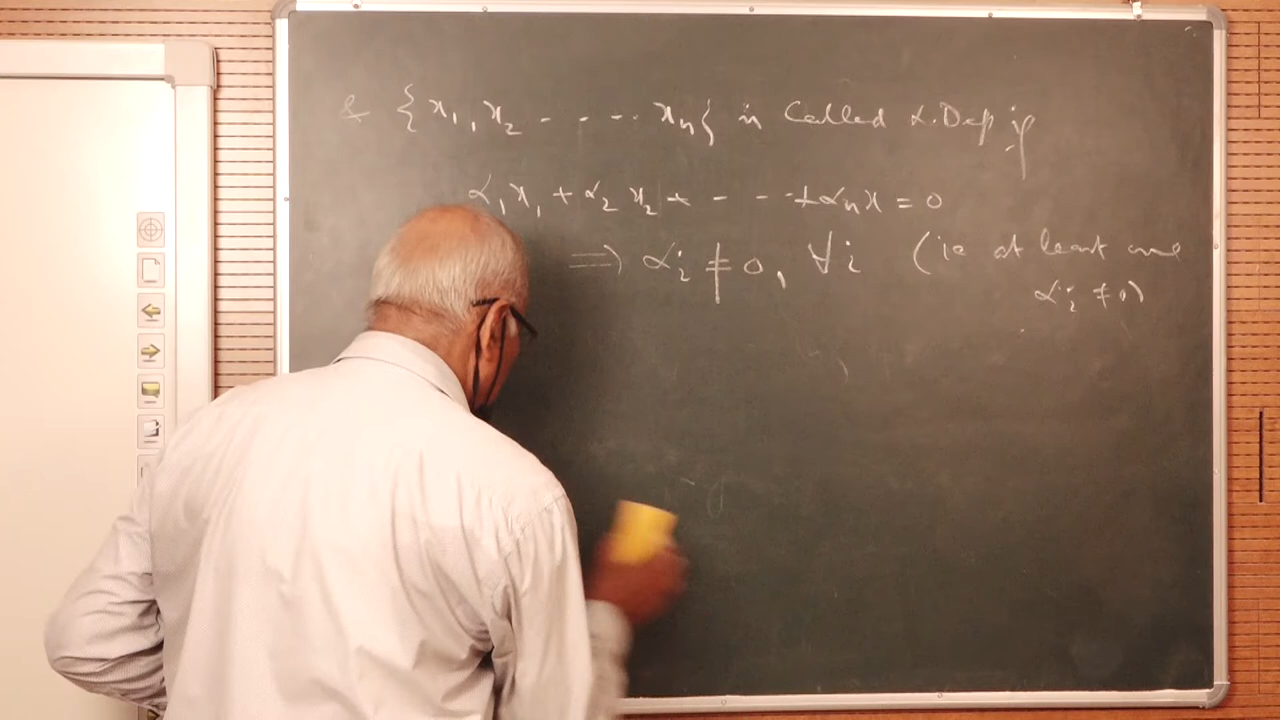 & {x₁, x₂ - - - - xₙ} is called L.Dep if
α₁x₁ + α₂x₂ + - - - + αₙx = 0
⟹ αᵢ ≠ 0, ∀i (ie at least one
αᵢ ≠ 0)